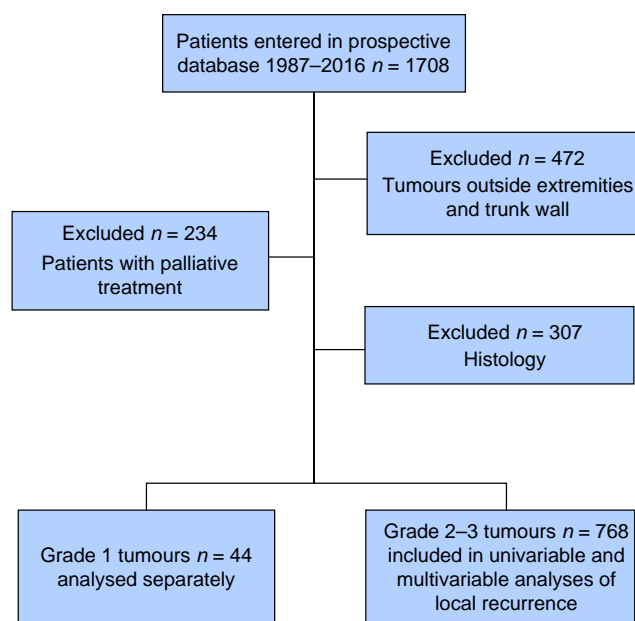 Patients entered in prospective
database 1987–2016 n = 1708
Excluded n = 472
Tumours outside extremities
and trunk wall
Excluded n = 234
Patients with palliative
treatment
Excluded n = 307
Histology
Grade 1 tumours n = 44
analysed separately
Grade 2–3 tumours n = 768
included in univariable and
multivariable analyses of
local recurrence